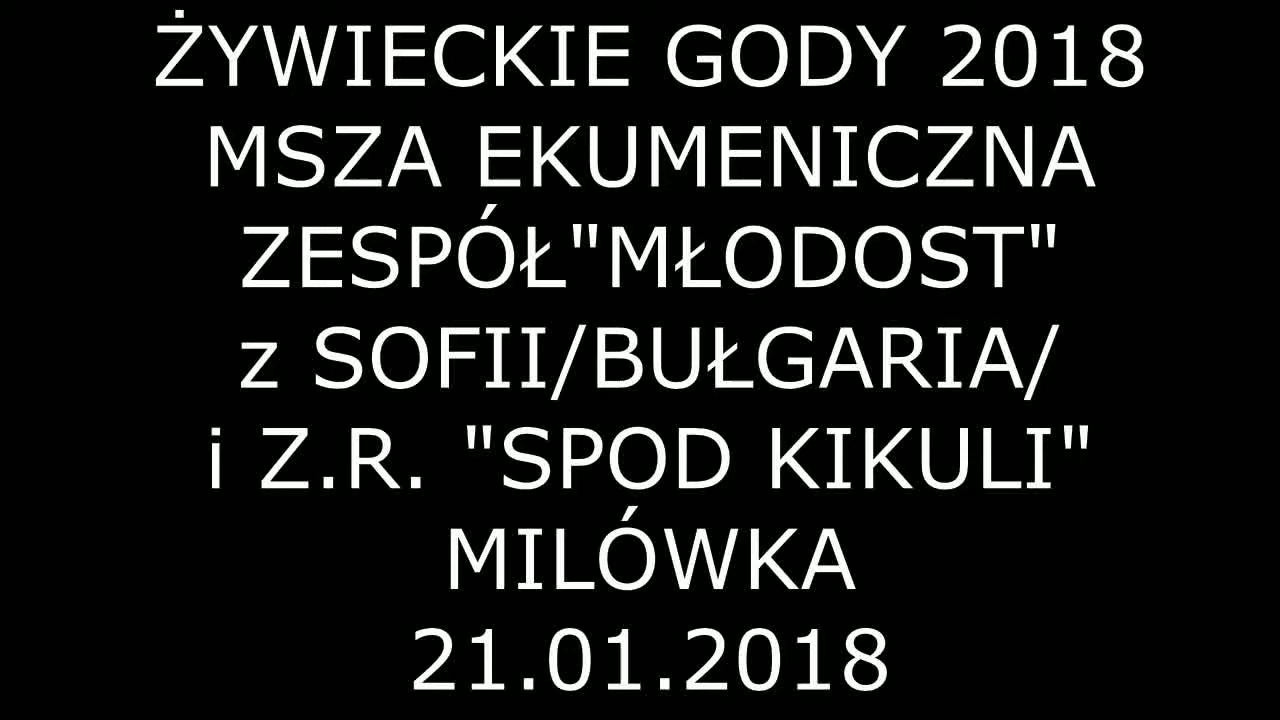 ŻYWIECKIE GODY 2018
MSZA EKUMENICZNA
ZESPÓŁ"MŁODOST"
z SOFII/BUŁGARIA/
i Z.R. "SPOD KIKULI"
MILÓWKA
21.01.2018